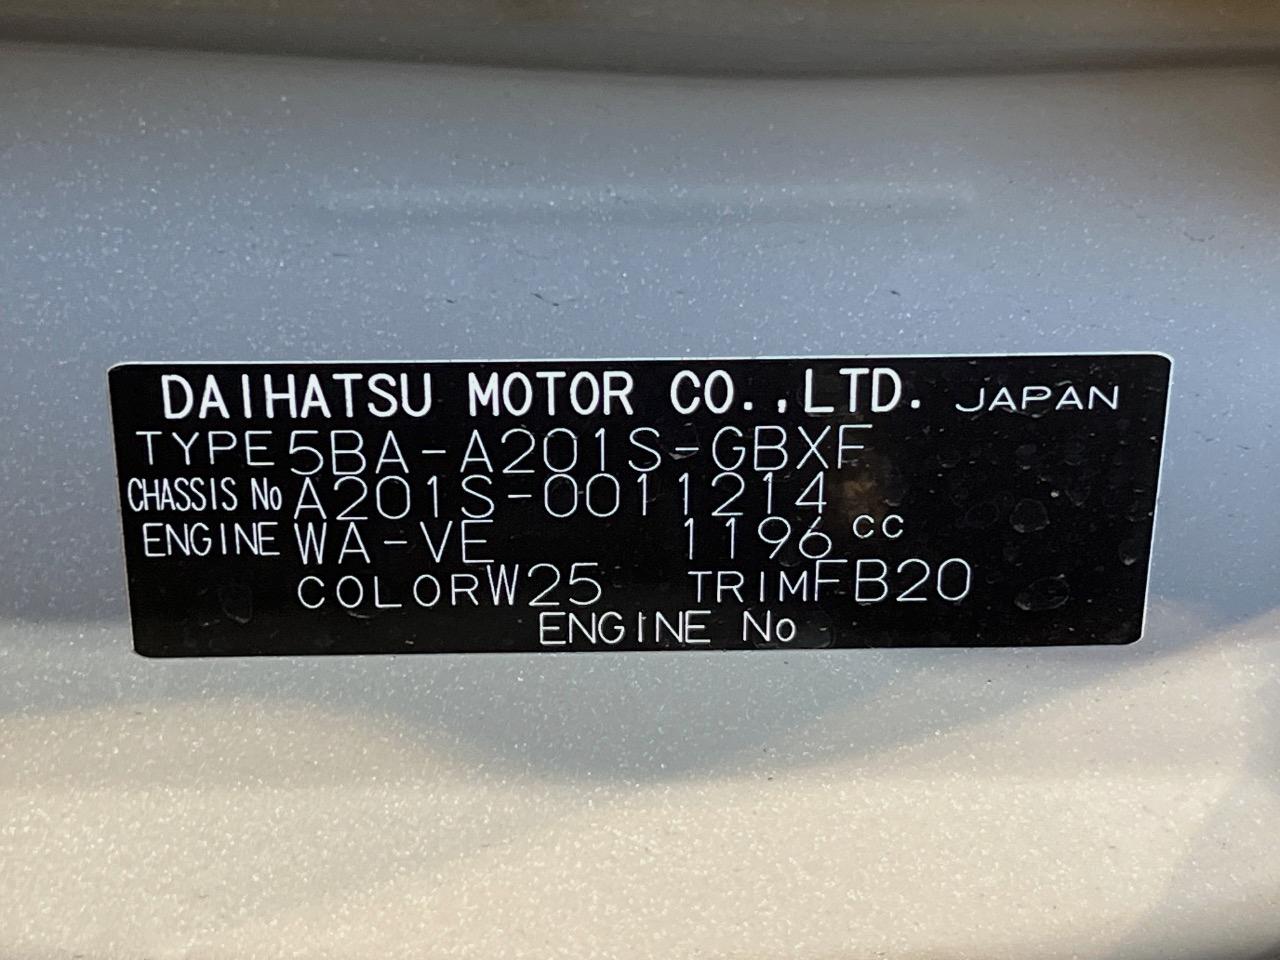 DAIHATSU MOTOR CO.,LTD. JAPAN
TYPE 5BA-A201S-GBXF
CHASSIS No A201S-0011214
ENGINE WA-VE 1196 CC
COLOR W25 TRIM FB20
ENGINE No